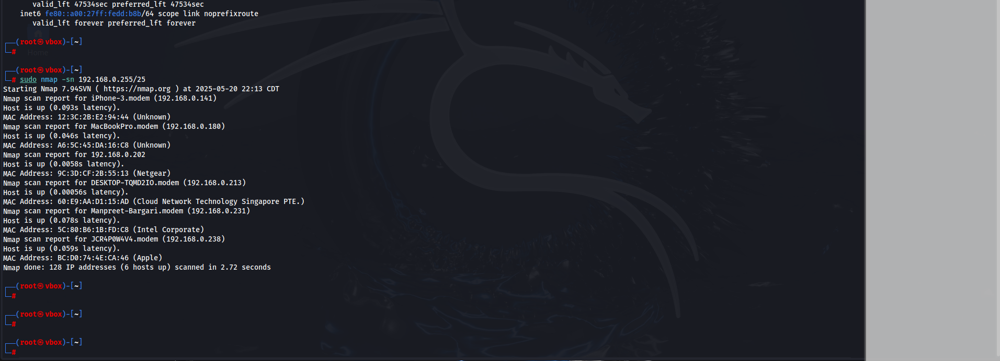 valid_lft 47534sec preferred_lft 47534sec
inet6 fe80::a00:27ff:fedd:b8b/64 scope link noprefixroute
valid_lft forever preferred_lft forever
┌──(root㉿vbox)-[~]
└─#
Home
┌──(root㉿vbox)-[~]
└─# sudo nmap -sn 192.168.0.255/25
Starting Nmap 7.94SVN ( https://nmap.org ) at 2025-05-20 22:13 CDT
Nmap scan report for iPhone-3.modem (192.168.0.141)
Host is up (0.093s latency).
MAC Address: 12:3C:2B:E2:94:44 (Unknown)
Nmap scan report for MacBookPro.modem (192.168.0.180)
Host is up (0.046s latency).
MAC Address: A6:5C:45:DA:16:C8 (Unknown)
Nmap scan report for 192.168.0.202
Host is up (0.0058s latency).
MAC Address: 9C:3D:CF:2B:55:13 (Netgear)
Nmap scan report for DESKTOP-TQMD2IO.modem (192.168.0.213)
Host is up (0.00056s latency).
MAC Address: 60:E9:AA:D1:15:AD (Cloud Network Technology Singapore PTE.)
Nmap scan report for Manpreet-Bargari.modem (192.168.0.231)
Host is up (0.078s latency).
MAC Address: 5C:80:B6:1B:FD:C8 (Intel Corporate)
Nmap scan report for JCR4P0W4V4.modem (192.168.0.238)
Host is up (0.059s latency).
MAC Address: BC:D0:74:4E:CA:46 (Apple)
Nmap done: 128 IP addresses (6 hosts up) scanned in 2.72 seconds
┌──(root㉿vbox)-[~]
└─#
┌──(root㉿vbox)-[~]
└─#
┌──(root㉿vbox)-[~]
└─#